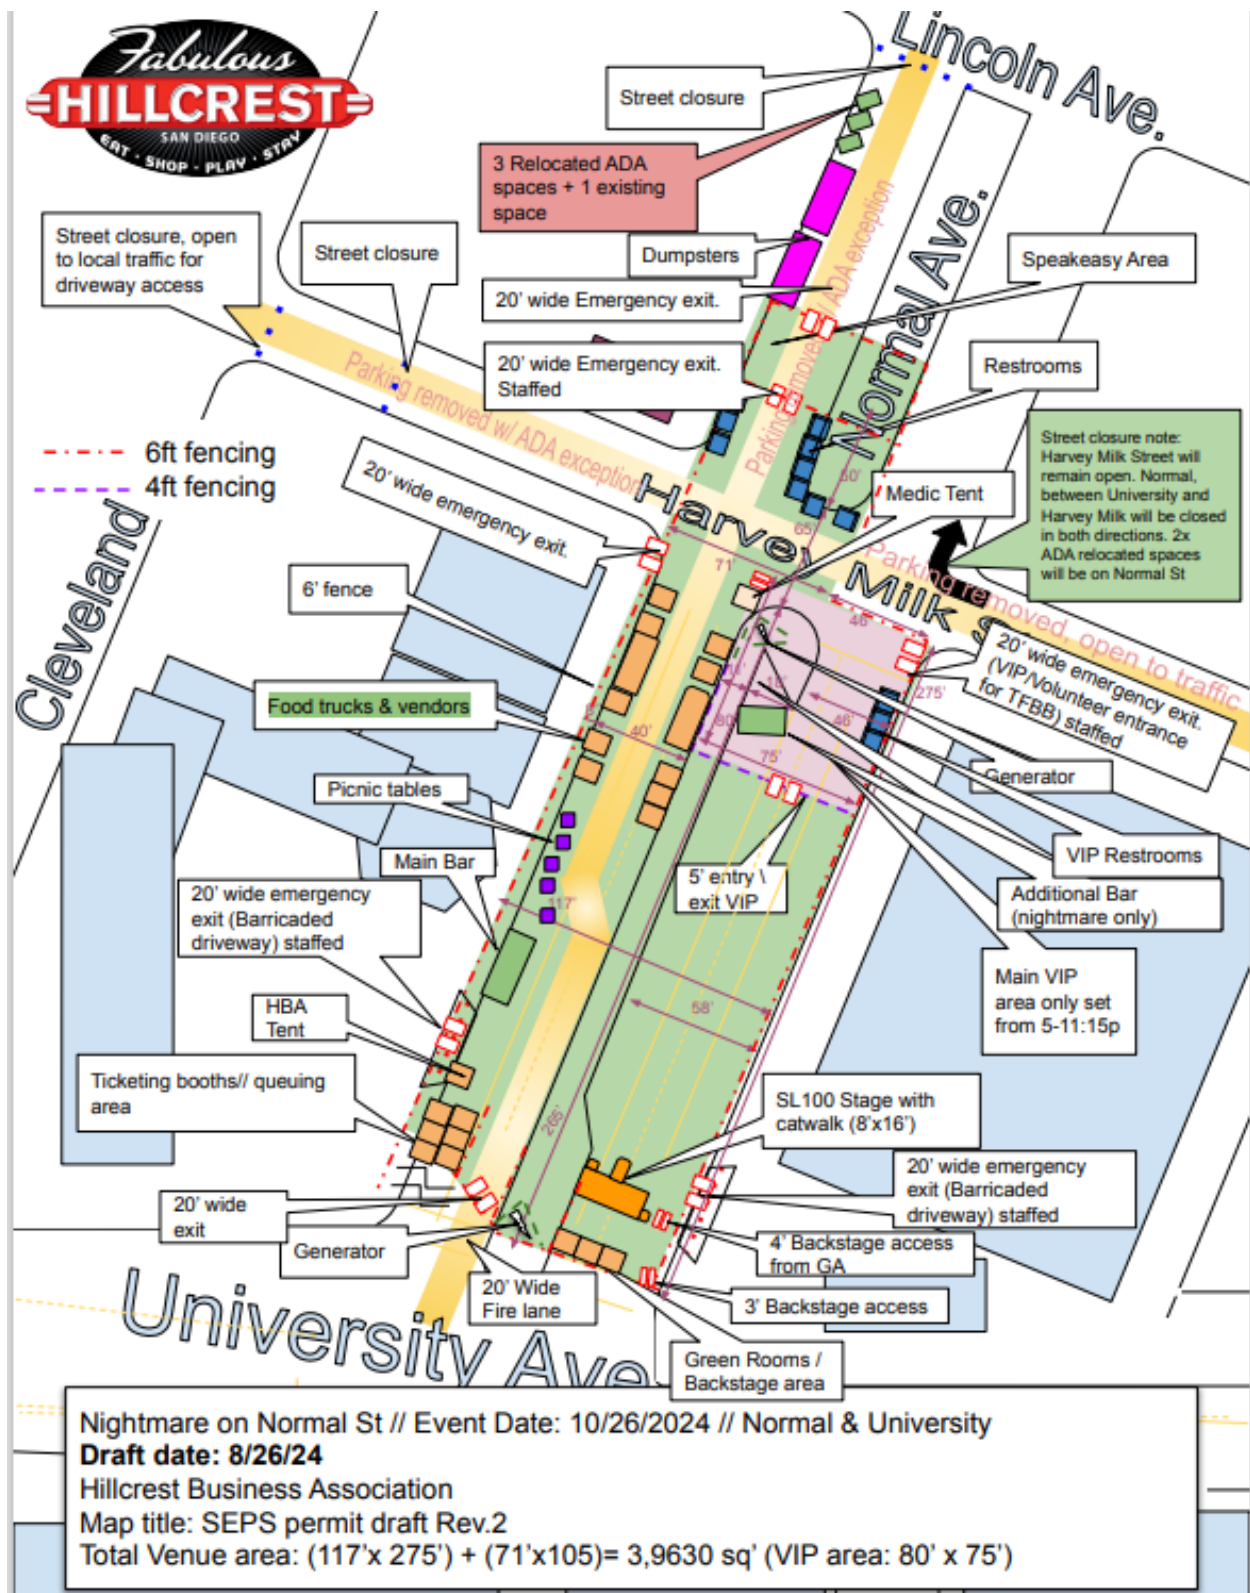 Fabulous
HILLCREST
SAN DIEGO
EAT · SHOP · PLAY · STAY
Lincoln Ave.
Street closure
3 Relocated ADA
spaces + 1 existing
space
Street closure, open
to local traffic for
driveway access
Street closure
Dumpsters
20' wide Emergency exit.
Speakeasy Area
20' wide Emergency exit.
Staffed
Restrooms
Normal Ave.
Parking removed w/ ADA exception
Parking removed w/ ADA exception
6ft fencing
4ft fencing
20' wide emergency exit.
Medic Tent
Street closure note:
Harvey Milk Street will
remain open. Normal,
between University and
Harvey Milk will be closed
in both directions. 2x
ADA relocated spaces
will be on Normal St
50'
65'
71'
Harvey Milk S
Parking removed, open to traffic
Cleveland
6' fence
46'
20' wide emergency exit.
(VIP/Volunteer entrance
for TFBB) staffed
275'
Food trucks & vendors
40'
80'
46'
75'
Generator
Picnic tables
Main Bar
VIP Restrooms
5' entry \
exit VIP
Additional Bar
(nightmare only)
20' wide emergency
exit (Barricaded
driveway) staffed
117'
Main VIP
area only set
from 5-11:15p
58'
HBA
Tent
Ticketing booths// queuing
area
SL100 Stage with
catwalk (8'x16')
265'
20' wide emergency
exit (Barricaded
driveway) staffed
20' wide
exit
Generator
4' Backstage access
from GA
20' Wide
Fire lane
3' Backstage access
University Ave
Green Rooms /
Backstage area
Nightmare on Normal St // Event Date: 10/26/2024 // Normal & University
Draft date: 8/26/24
Hillcrest Business Association
Map title: SEPS permit draft Rev.2
Total Venue area: (117'x 275') + (71'x105)= 3,9630 sq' (VIP area: 80' x 75')